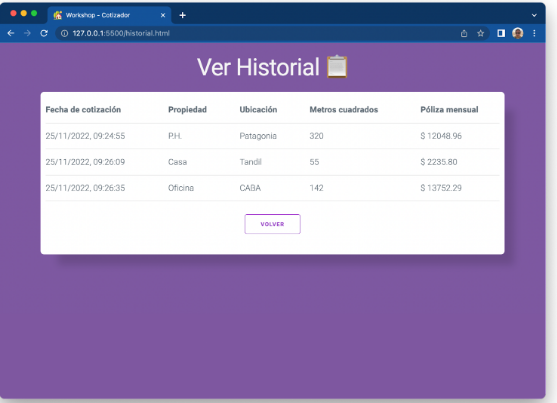 Workshop - Cotizador
127.0.0.1:5500/historial.html
Ver Historial
Fecha de cotización Propiedad Ubicación Metros cuadrados Póliza mensual
25/11/2022, 09:24:55 P.H. Patagonia 320 $ 12048.96
25/11/2022, 09:26:09 Casa Tandil 55 $ 2235.80
25/11/2022, 09:26:35 Oficina CABA 142 $ 13752.29
VOLVER